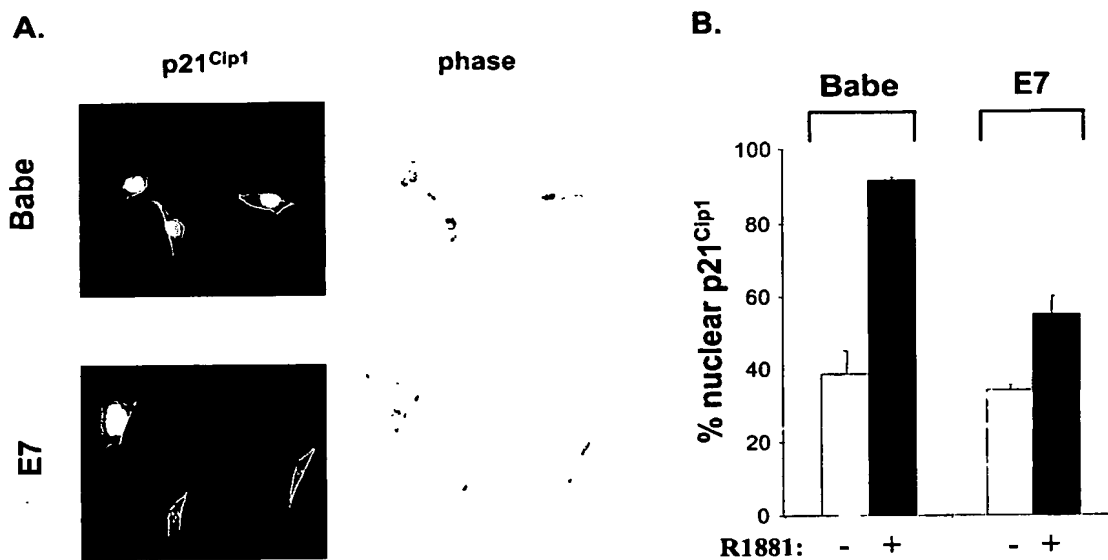 A.
p21Cip1
phase
Babe
E7
B.
Babe
E7
% nuclear p21Cip1
100
80
60
40
20
0
R1881: - + - +